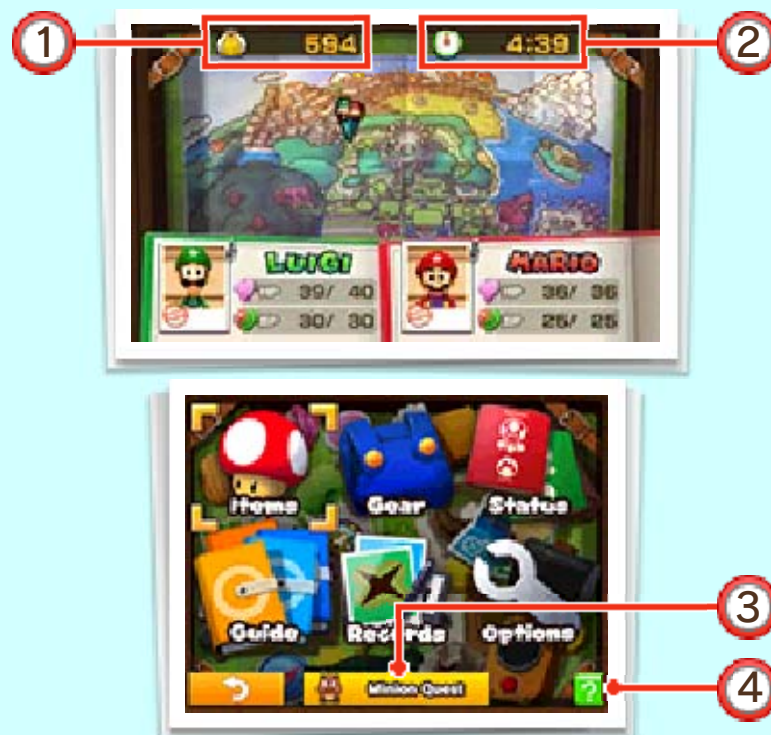 1
594
4:39
2
LUIGI
MARIO
39/ 40
36/ 36
30/ 30
25/ 25
Items
Gear
Status
Guide
Records
Options
3
Minion Quest
?
4